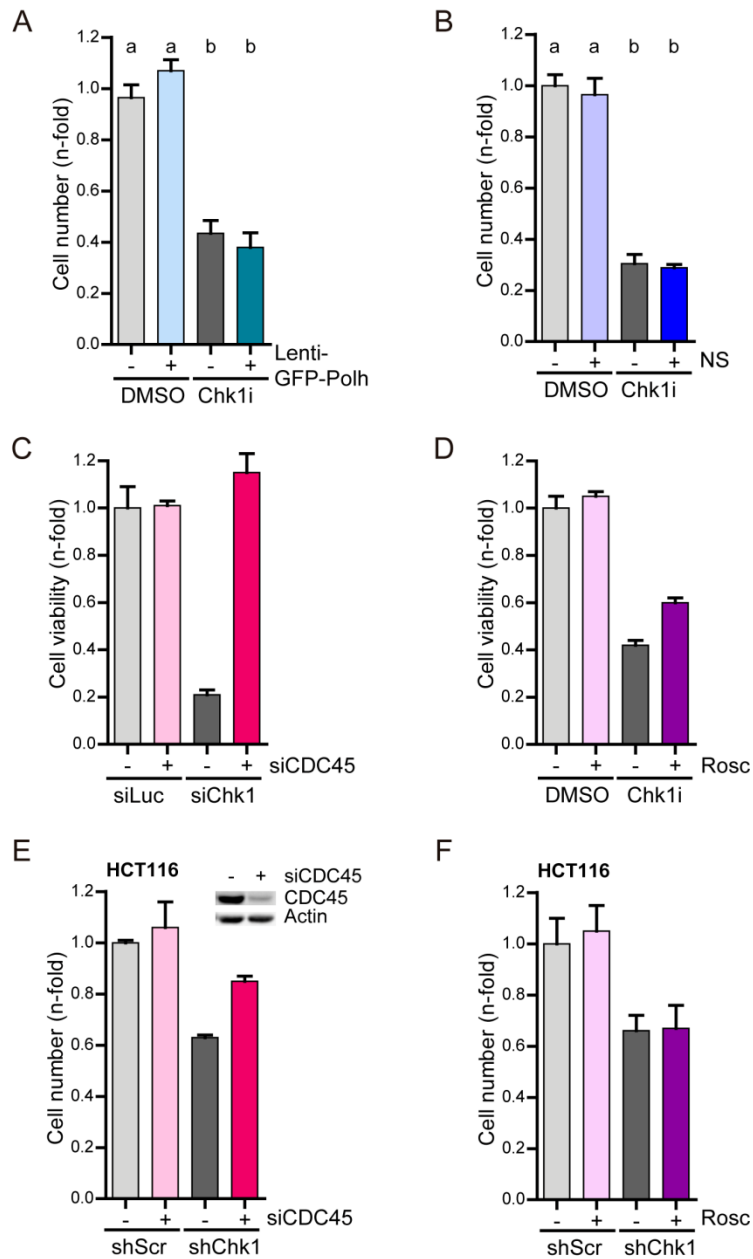 A
a a b b
Cell number (n-fold)
1.2
1.0
0.8
0.6
0.4
1.2
1.0
- + - +
Lenti-
GFP-Polh
DMSO Chk1i
B
a a b b
Cell number (n-fold)
1.2
1.0
0.8
0.6
0.4
0.2
0.0
- + - + NS
DMSO Chk1i
C
Cell viability (n-fold)
1.2
1.0
0.8
0.6
0.4
0.2
0.0
- + - + siCDC45
siLuc siChk1
D
Cell viability (n-fold)
1.2
1.0
0.8
0.6
0.4
0.2
0.0
- + - + Rosc
DMSO Chk1i
E
HCT116
- + siCDC45
CDC45
Actin
Cell number (n-fold)
1.2
1.0
0.8
0.6
0.4
0.2
0.0
- + - + siCDC45
shScr shChk1
F
HCT116
Cell number (n-fold)
1.2
1.0
0.8
0.6
0.4
0.2
0.0
- + - + Rosc
shScr shChk1